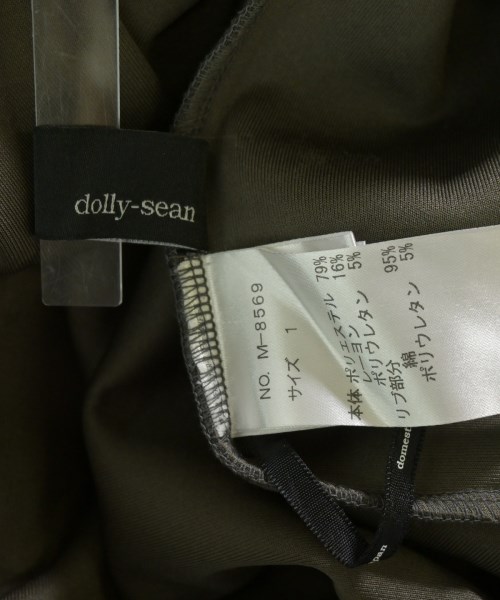 dolly-sean
NO. M-8569
サイズ 1
本体 ポリエステル 79%
レーヨン 16%
ポリウレタン 5%
リブ部分
綿 95%
ポリウレタン 5%
domest
pan